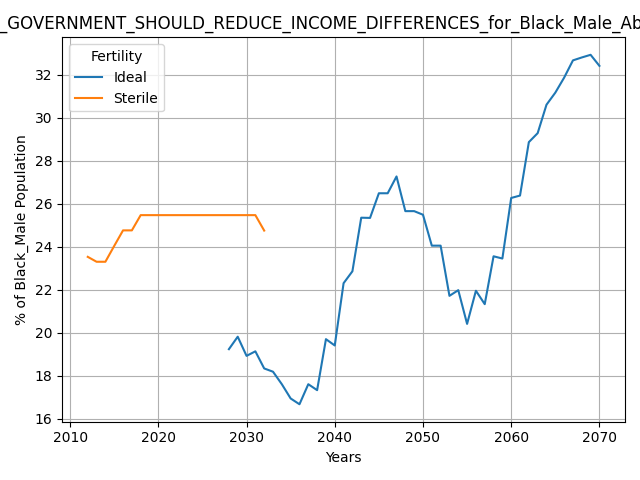 _GOVERNMENT_SHOULD_REDUCE_INCOME_DIFFERENCES_for_Black_Male_Ab
Fertility
Ideal
Sterile
% of Black_Male Population
32
30
28
26
24
22
20
18
16
2010 2020 2030 2040 2050 2060 2070
Years